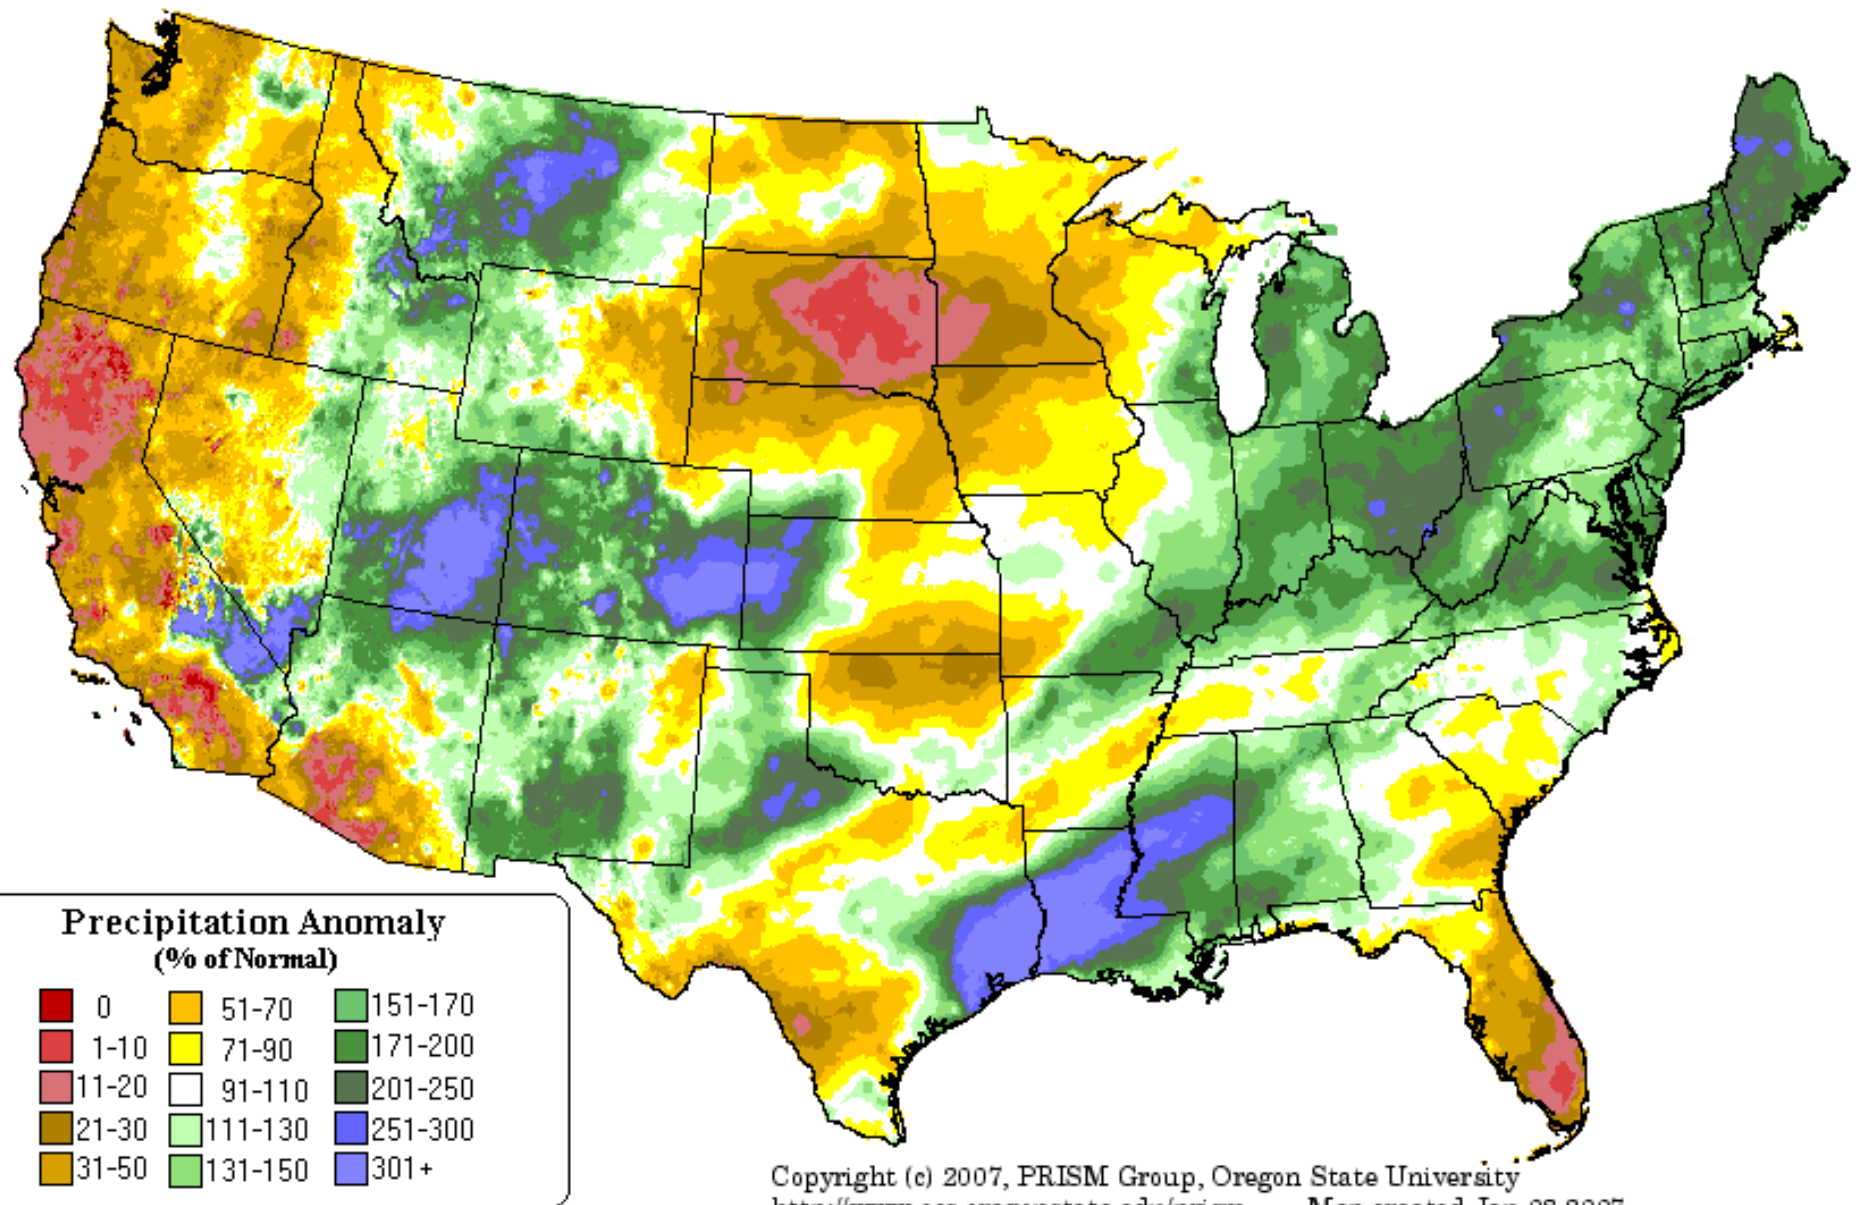 Precipitation Anomaly
(% of Normal)
0 51-70 151-170
1-10 71-90 171-200
11-20 91-110 201-250
21-30 111-130 251-300
31-50 131-150 301+
Copyright (c) 2007, PRISM Group, Oregon State University